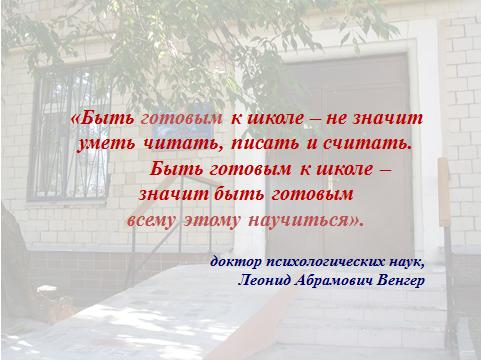 «Быть готовым к школе – не значит
уметь читать, писать и считать.
Быть готовым к школе –
значит быть готовым
всему этому научиться».
доктор психологических наук,
Леонид Абрамович Венгер